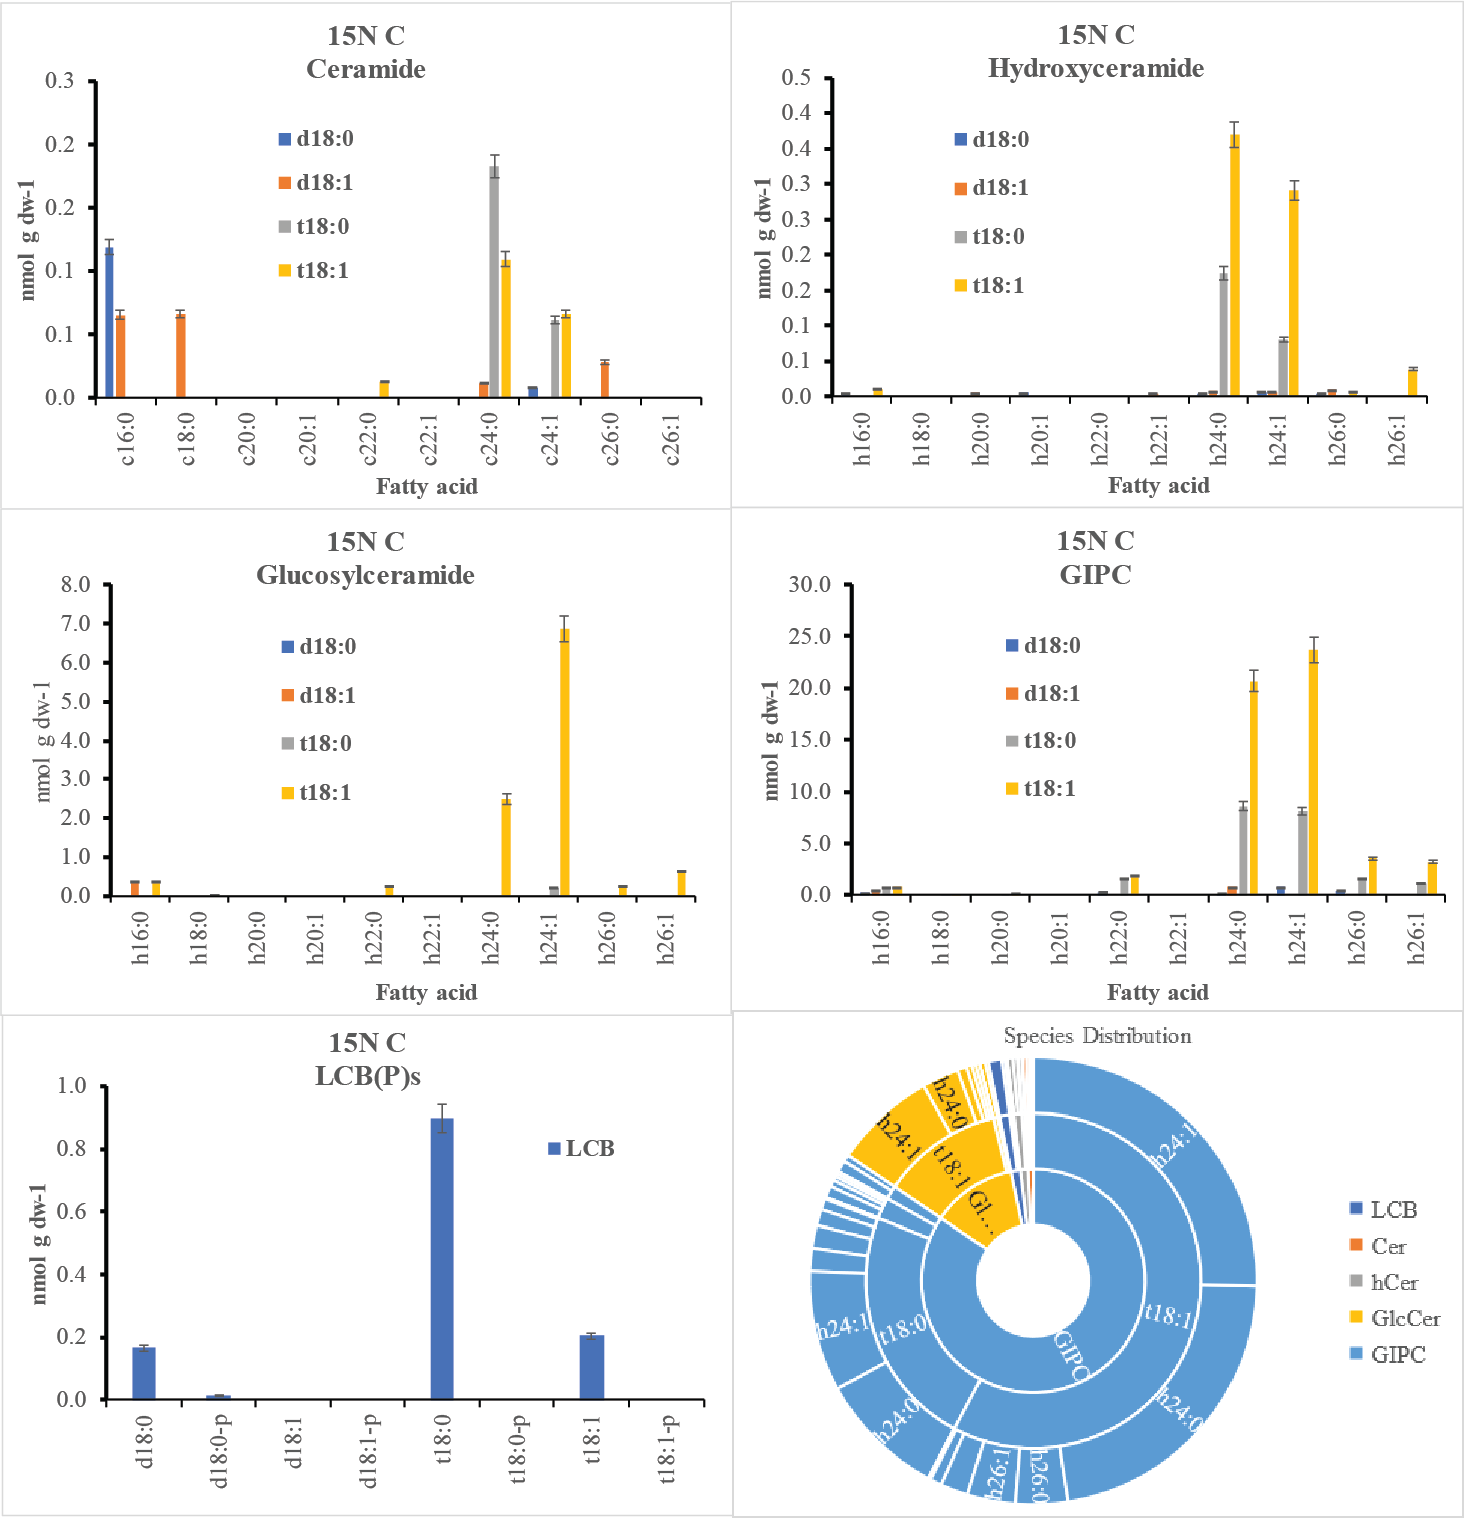 15N C
Ceramide
0.3
0.2
0.2
0.1
0.1
0.0
nmol g dw-1
d18:0
d18:1
t18:0
t18:1
c16:0
c18:0
c20:0
c20:1
c22:0
c22:1
c24:0
c24:1
c26:0
c26:1
Fatty acid
15N C
Hydroxyceramide
0.5
0.4
0.4
0.3
0.3
0.2
0.2
0.1
0.1
0.0
nmol g dw-1
d18:0
d18:1
t18:0
t18:1
h16:0
h18:0
h20:0
h20:1
h22:0
h22:1
h24:0
h24:1
h26:0
h26:1
Fatty acid
15N C
Glucosylceramide
8.0
7.0
6.0
5.0
4.0
3.0
2.0
1.0
0.0
nmol g dw-1
d18:0
d18:1
t18:0
t18:1
h16:0
h18:0
h20:0
h20:1
h22:0
h22:1
h24:0
h24:1
h26:0
h26:1
Fatty acid
15N C
GIPC
30.0
25.0
20.0
15.0
10.0
5.0
0.0
nmol g dw-1
d18:0
d18:1
t18:0
t18:1
h16:0
h18:0
h20:0
h20:1
h22:0
h22:1
h24:0
h24:1
h26:0
h26:1
Fatty acid
15N C
LCB(P)s
1.0
0.8
0.6
0.4
0.2
0.0
nmol g dw-1
LCB
d18:0
d18:0-p
d18:1
d18:1-p
t18:0
t18:0-p
t18:1
t18:1-p
Species Distribution
h24:1
h24:0
h26:0
h26:1
h24:0
h24:1
h24:1
h24:0
t18:1
t18:0
t18:1
GIPC
Gl...
LCB
Cer
hCer
GlcCer
GIPC